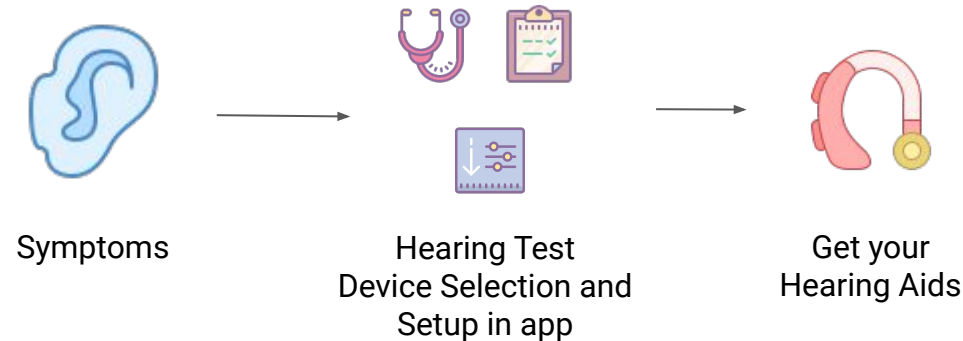 Symptoms
Hearing Test
Device Selection and
Setup in app
Get your
Hearing Aids